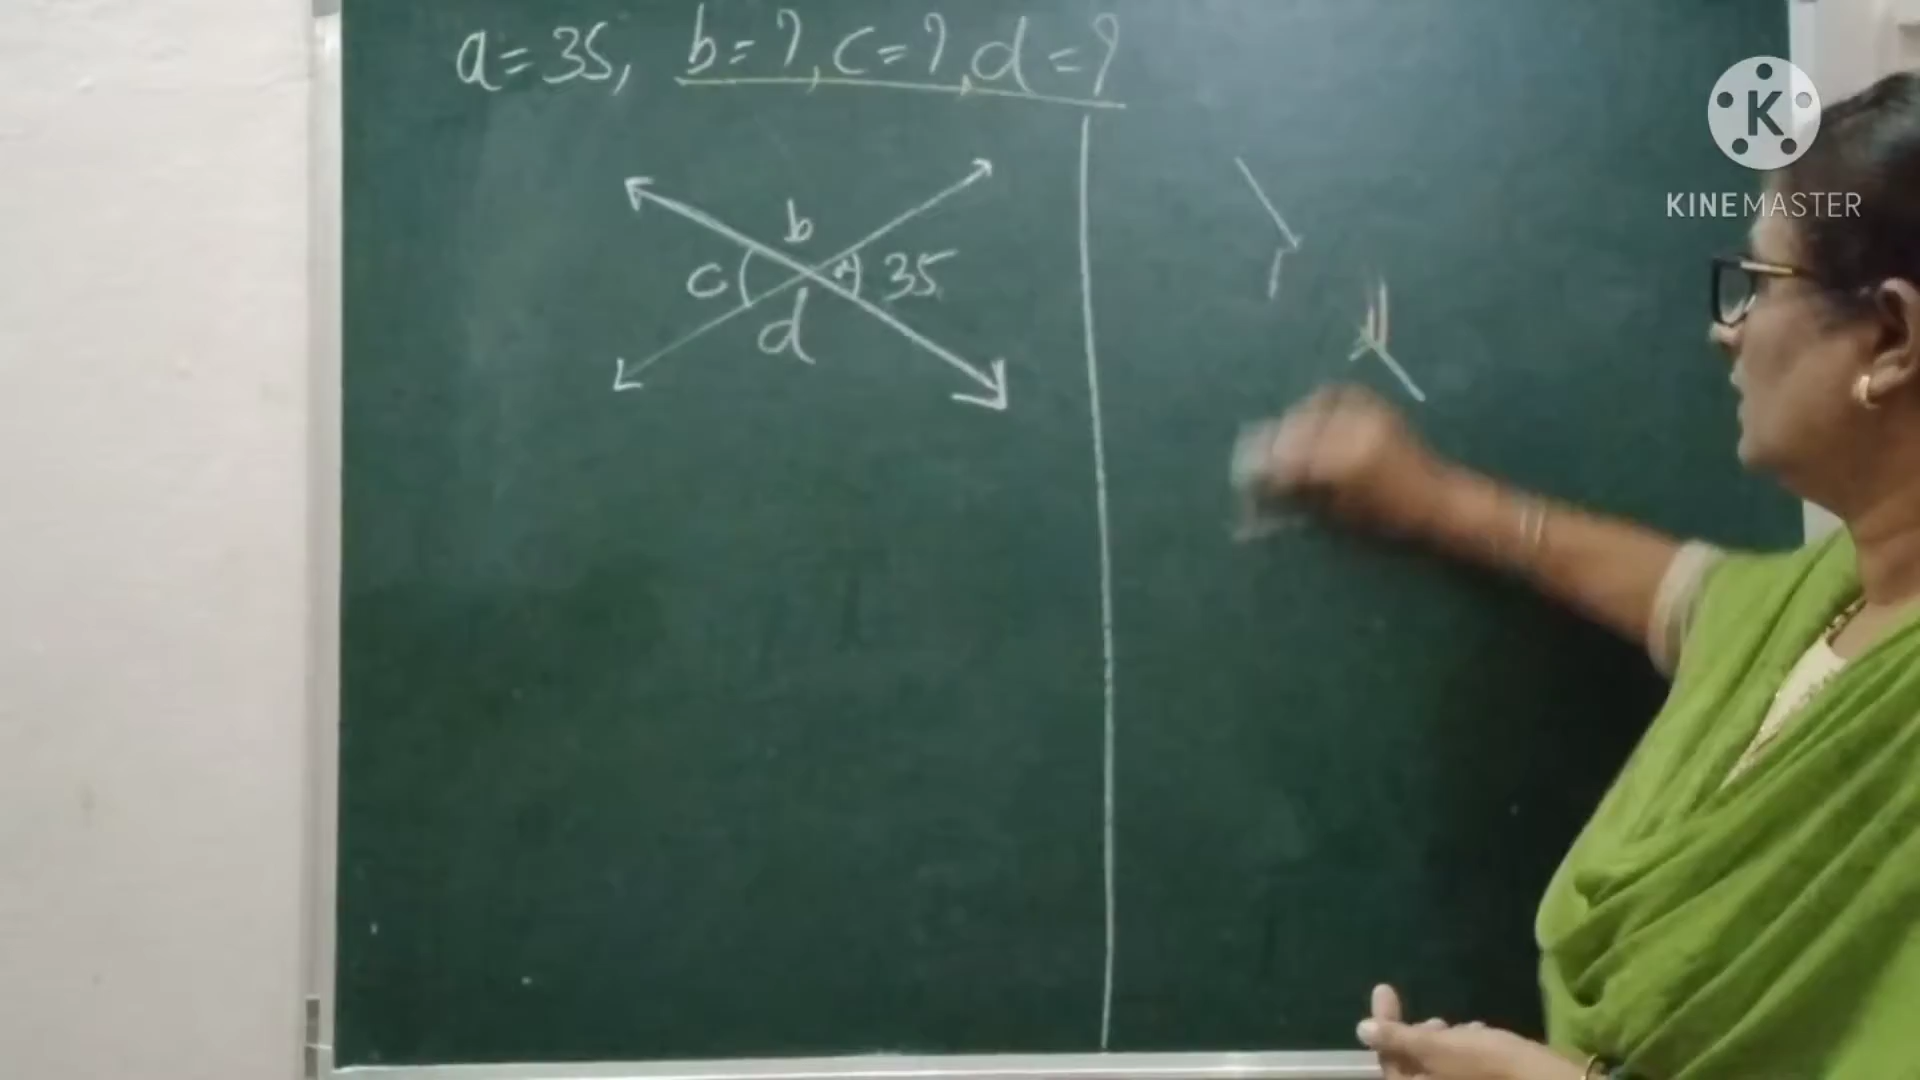 a=35, b=?, c=?, d=?
b
c a 35
d
K
KINEMASTER